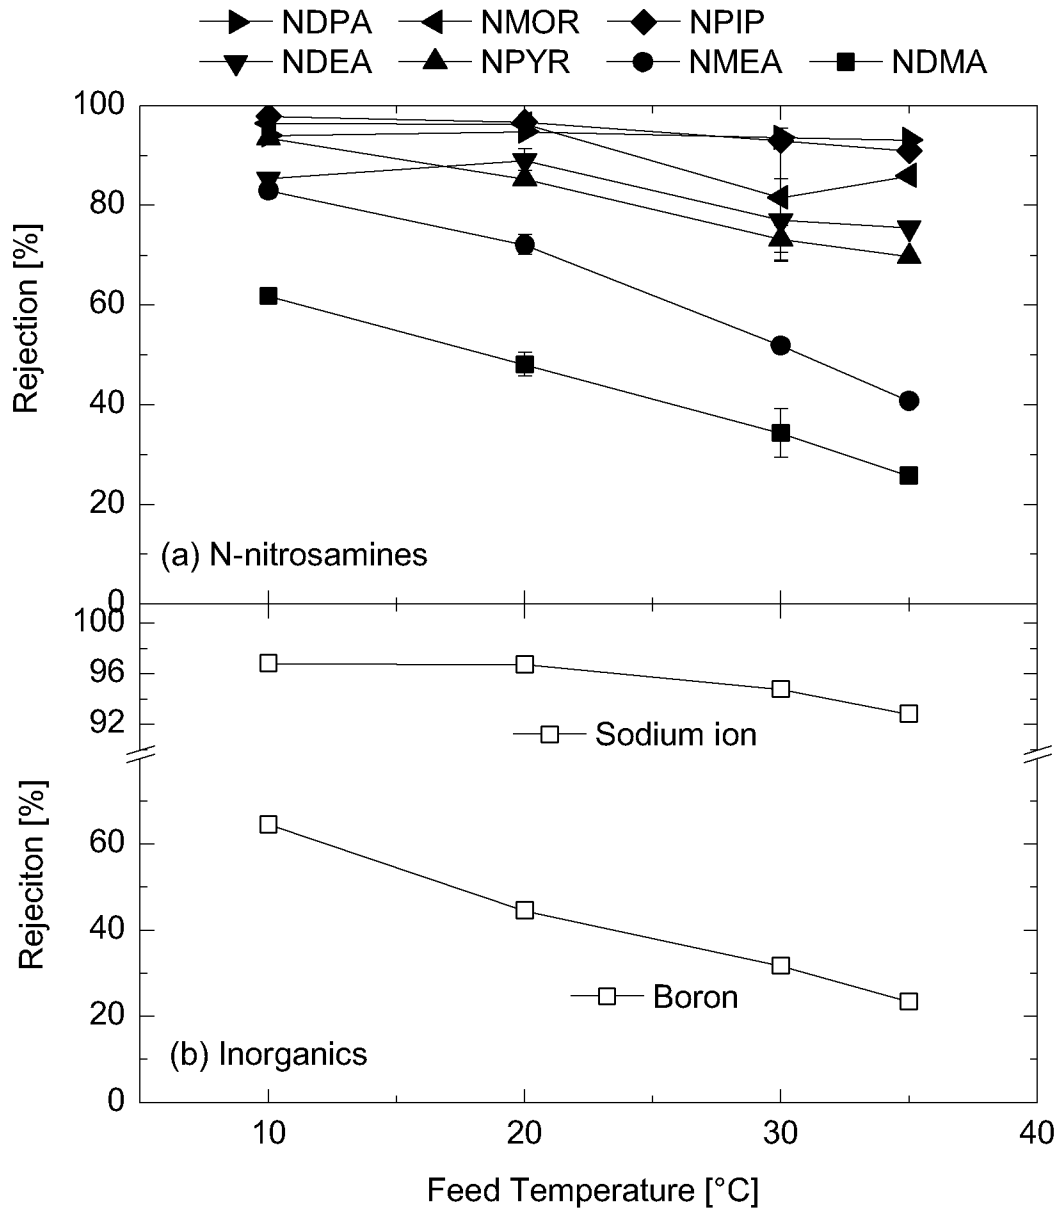 NDPA NMOR NPIP
NDEA NPYR NMEA NDMA
100
80
60
40
20
0
Rejection [%]
(a) N-nitrosamines
100
96
92
60
40
20
0
Rejeciton [%]
Sodium ion
Boron
(b) Inorganics
10 20 30 40
Feed Temperature [°C]